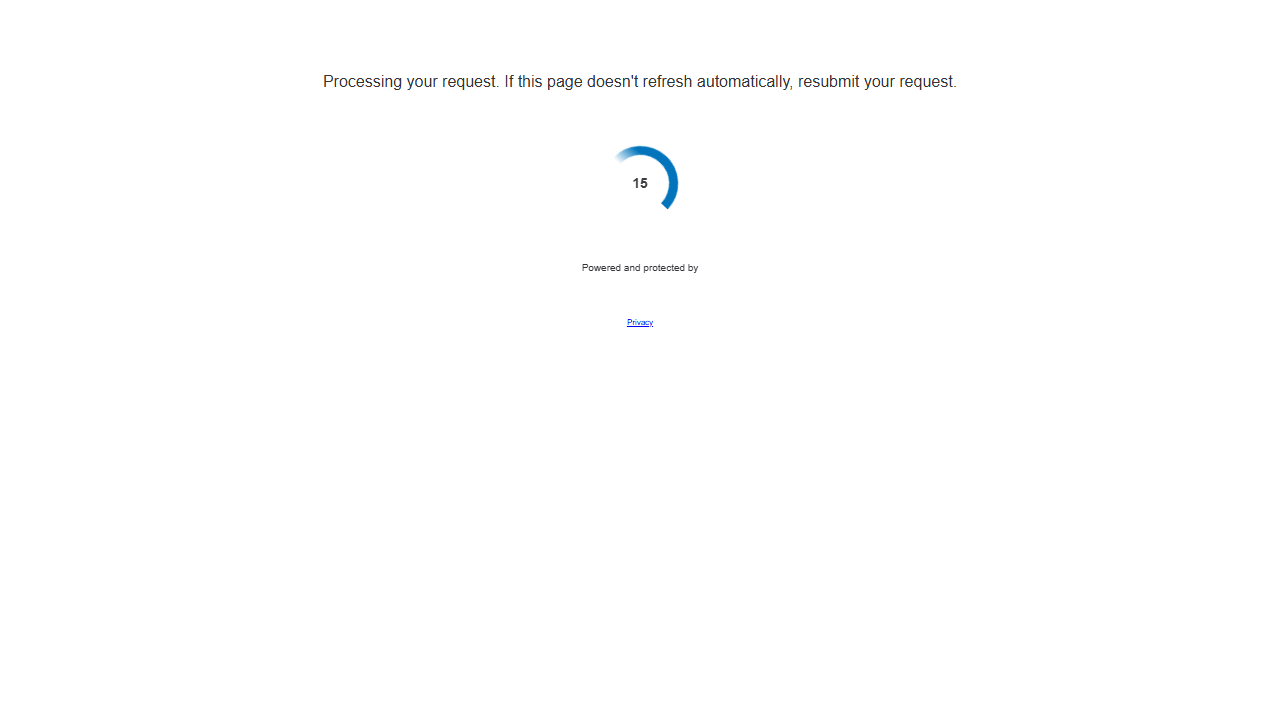 Processing your request. If this page doesn't refresh automatically, resubmit your request.
15
Powered and protected by
Privacy